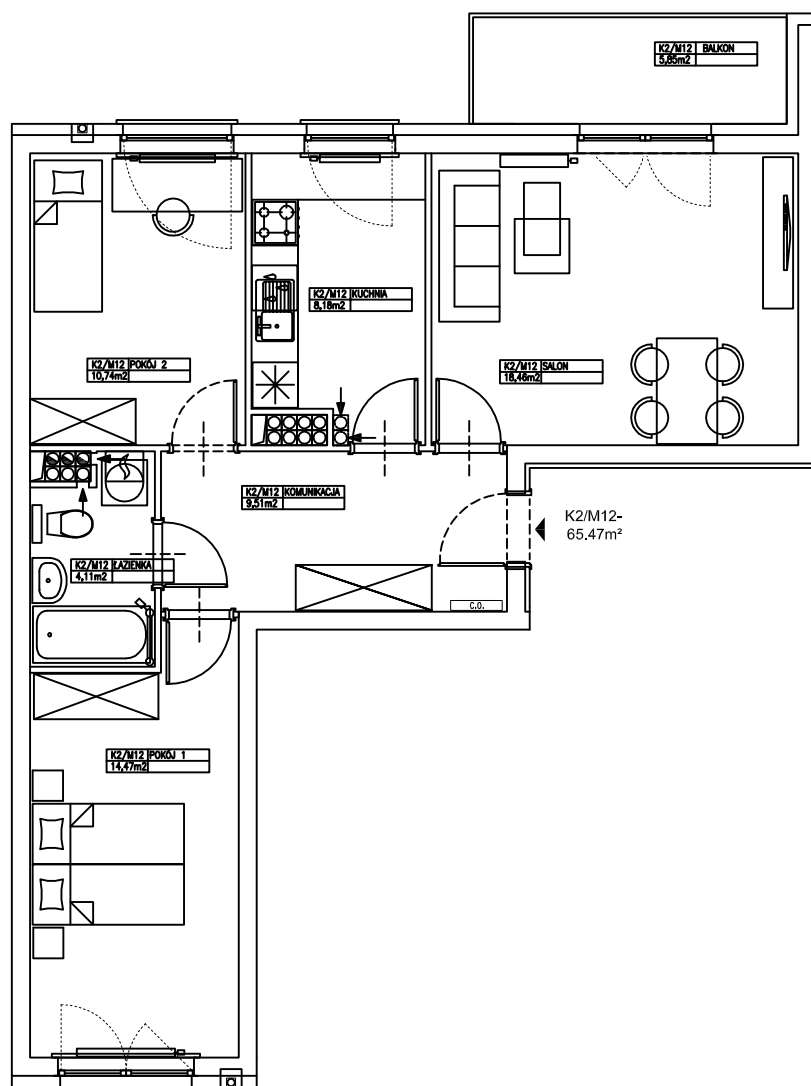 K2/M12 BALKON
5,85m2
K2/M12 KUCHNIA
8,18m2
K2/M12 POKÓJ 2
10,74m2
K2/M12 SALON
18,46m2
K2/M12 KOMUNIKACJA
9,51m2
K2/M12-
65.47m²
K2/M12 ŁAZIENKA
4,11m2
C.O.
K2/M12 POKÓJ 1
14,47m2